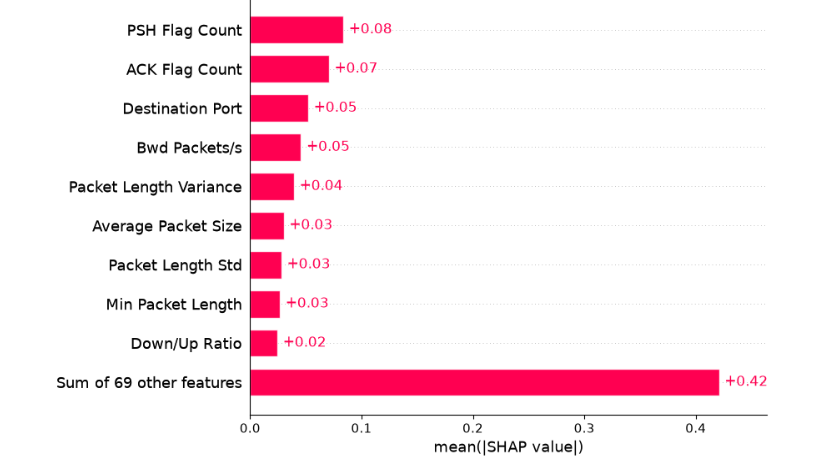 PSH Flag Count +0.08
ACK Flag Count +0.07
Destination Port +0.05
Bwd Packets/s +0.05
Packet Length Variance +0.04
Average Packet Size +0.03
Packet Length Std +0.03
Min Packet Length +0.03
Down/Up Ratio +0.02
Sum of 69 other features +0.42
0.0 0.1 0.2 0.3 0.4
mean(|SHAP value|)